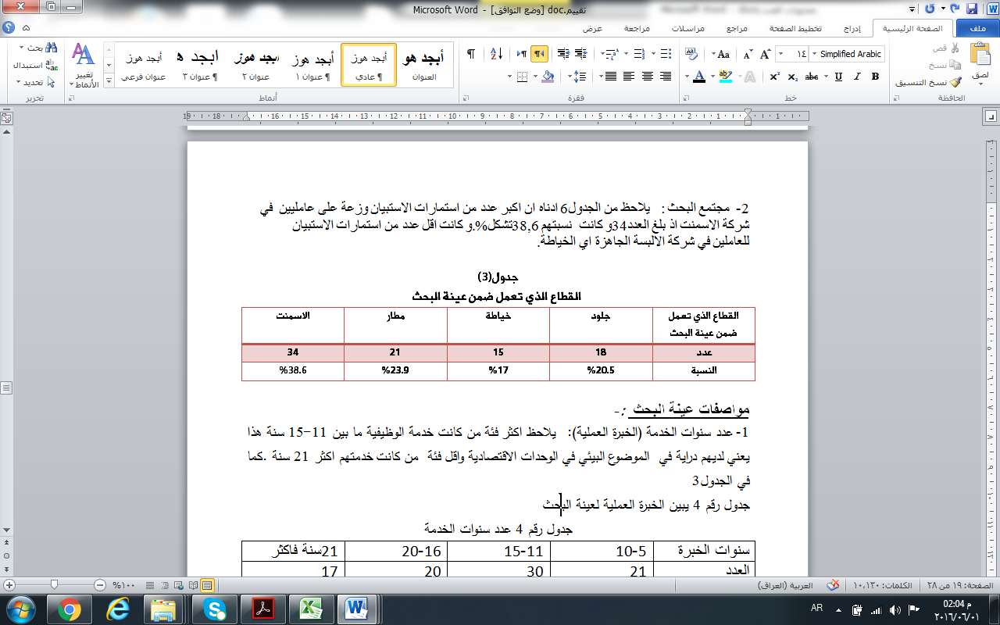 تقييم.doc [وضع التوافق] - Microsoft Word
ملف
الصفحة الرئيسية
إدراج
تخطيط الصفحة
مراجع
مراسلات
مراجعة
عرض
لصق
قص
نسخ
نسخ التنسيق
الحافظة
Simplified Arabic
١٤
خط
فقرة
أبجد هو
العنوان
أبجد هوز
¶ عادي
أبجد هوز
¶ عنوان ١
أبجد هوز
عنوان ٢
أبجد ه
¶ عنوان ٣
أبجد هوز
عنوان فرعي
تغيير الأنماط
أنماط
بحث
استبدال
تحديد
تحرير
2- مجتمع البحث : يلاحظ من الجدول6 ادناه ان اكبر عدد من استمارات الاستبيان وزعة على عامليين في
شركة الاسمنت اذ بلغ العدد34و كانت نسبتهم 38,6تشكل%.و كانت اقل عدد من استمارات الاستبيان
للعاملين في شركة الالبسة الجاهزة اي الخياطة.
جدول(3)
القطاع الذي تعمل ضمن عينة البحث
القطاع الذي تعمل ضمن عينة البحث جلود خياطة مطار الاسمنت
عدد 18 15 21 34
النسبة %20.5 %17 %23.9 %38.6
مواصفات عينة البحث :-
1- عدد سنوات الخدمة (الخبرة العملية): يلاحظ اكثر فئة من كانت خدمة الوظيفية ما بين 11-15 سنة هذا
يعني لديهم دراية في الموضوع البيئي في الوحدات الاقتصادية واقل فئة من كانت خدمتهم اكثر 21 سنة .كما
في الجدول3
جدول رقم 4 يبين الخبرة العملية لعينة البحث
جدول رقم 4 عدد سنوات الخدمة
سنوات الخبرة 10-5 15-11 20-16 21سنة فاكثر
العدد 21 30 20 17
الصفحة: ١٩ من ٢٨
الكلمات: ١٠،١٣٠
العربية (العراق)
%١٠٠
AR
02:04 م
٢٠١٦/٠٦/٠١